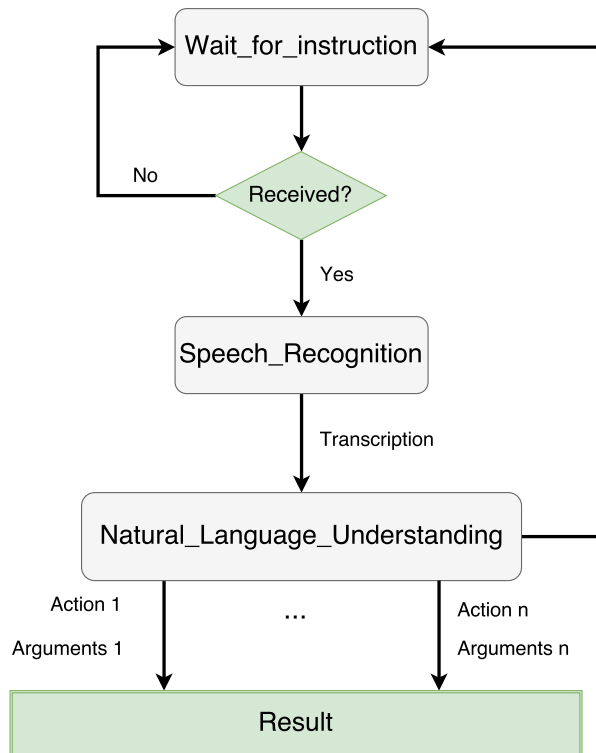 Wait_for_instruction
No
Received?
Yes
Speech_Recognition
Transcription
Natural_Language_Understanding
Action 1
...
Action n
Arguments 1
Arguments n
Result